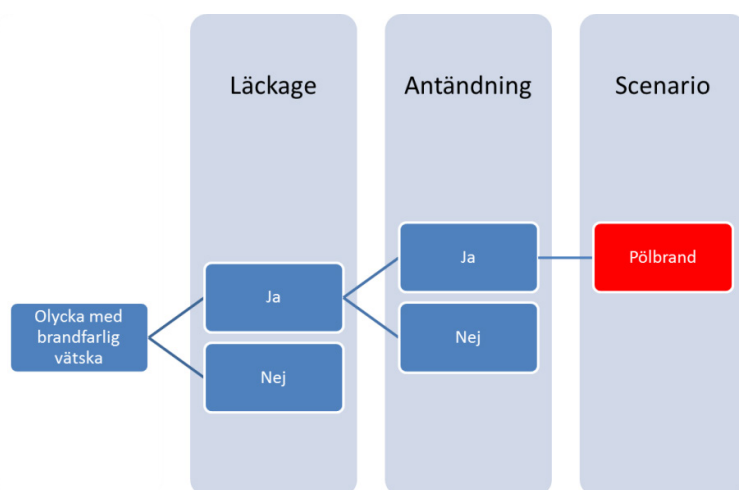 Läckage
Antändning
Scenario
Olycka med
brandfarlig
vätska
Ja
Nej
Ja
Nej
Pölbrand